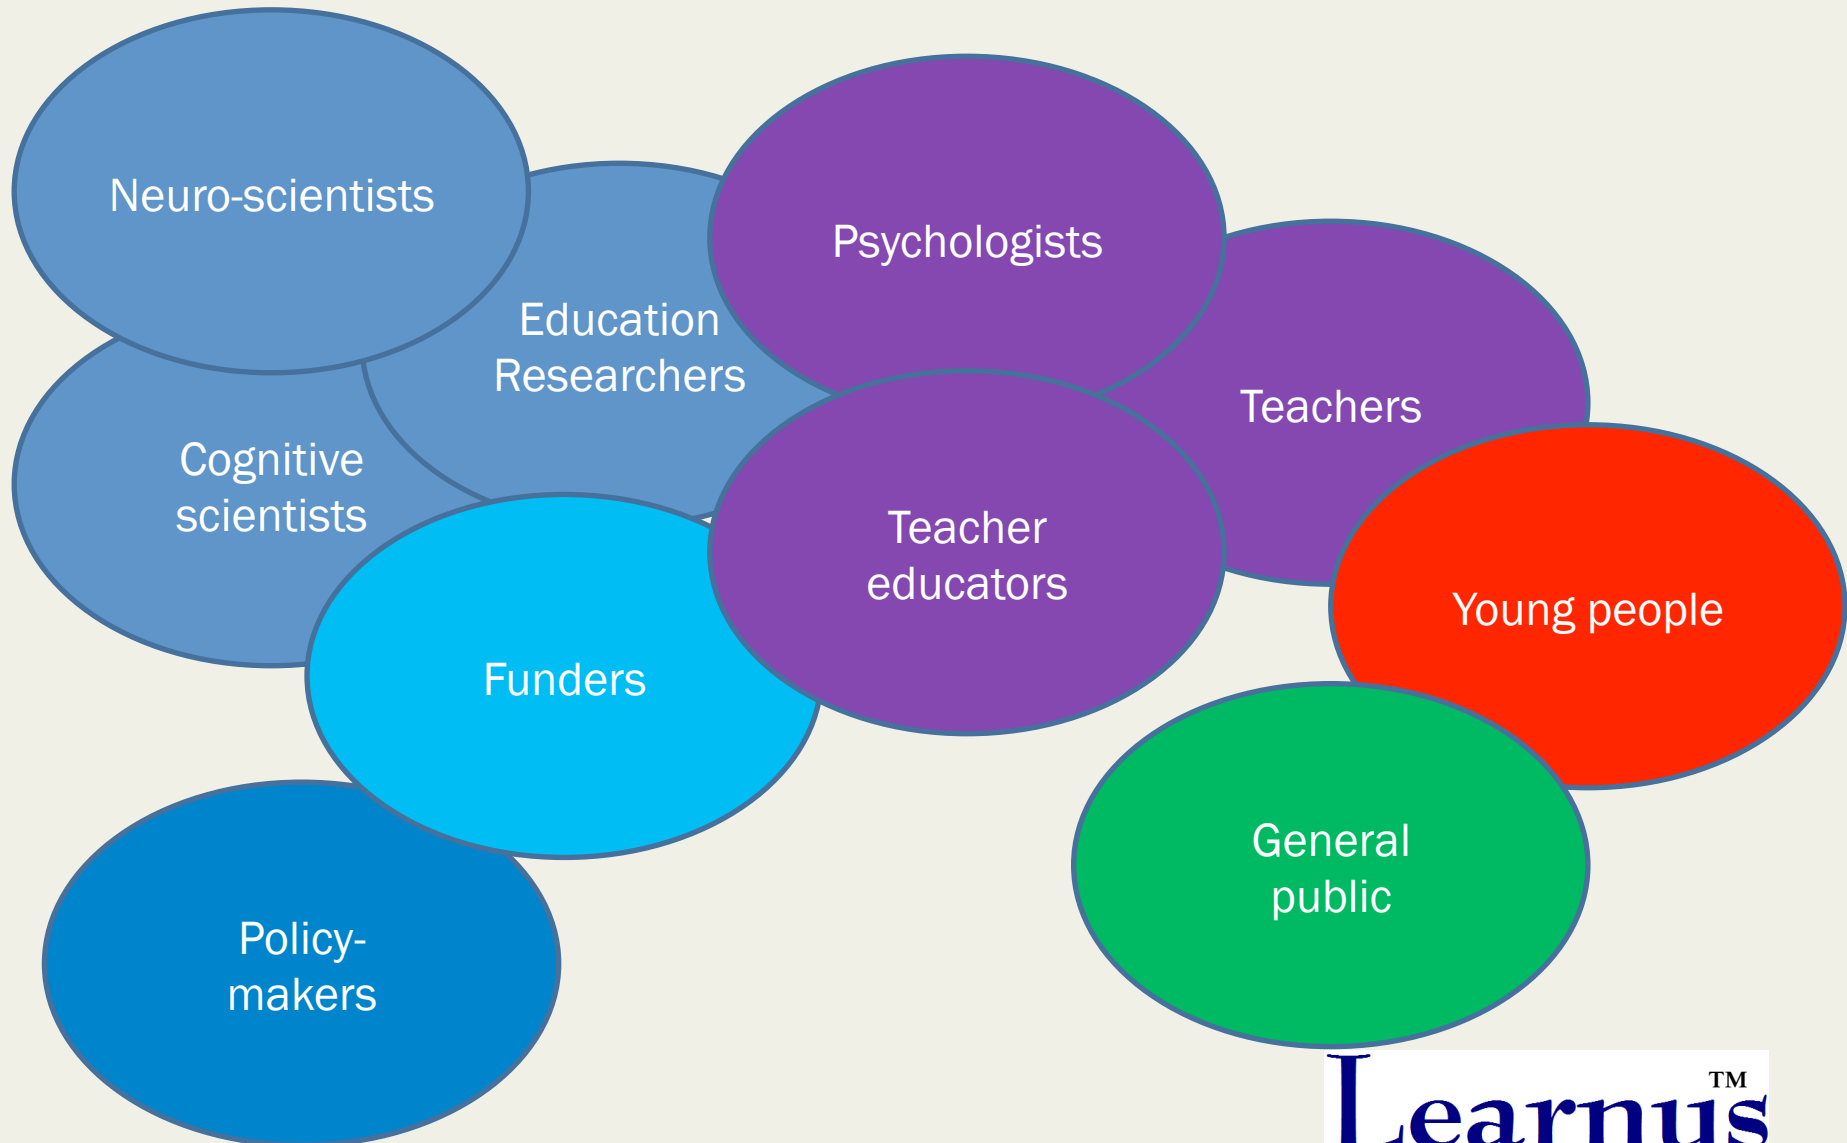 Neuro-scientists
Psychologists
Education
Researchers
Teachers
Cognitive
scientists
Teacher
educators
Young people
Funders
General
public
Policy-
makers
Learnus™